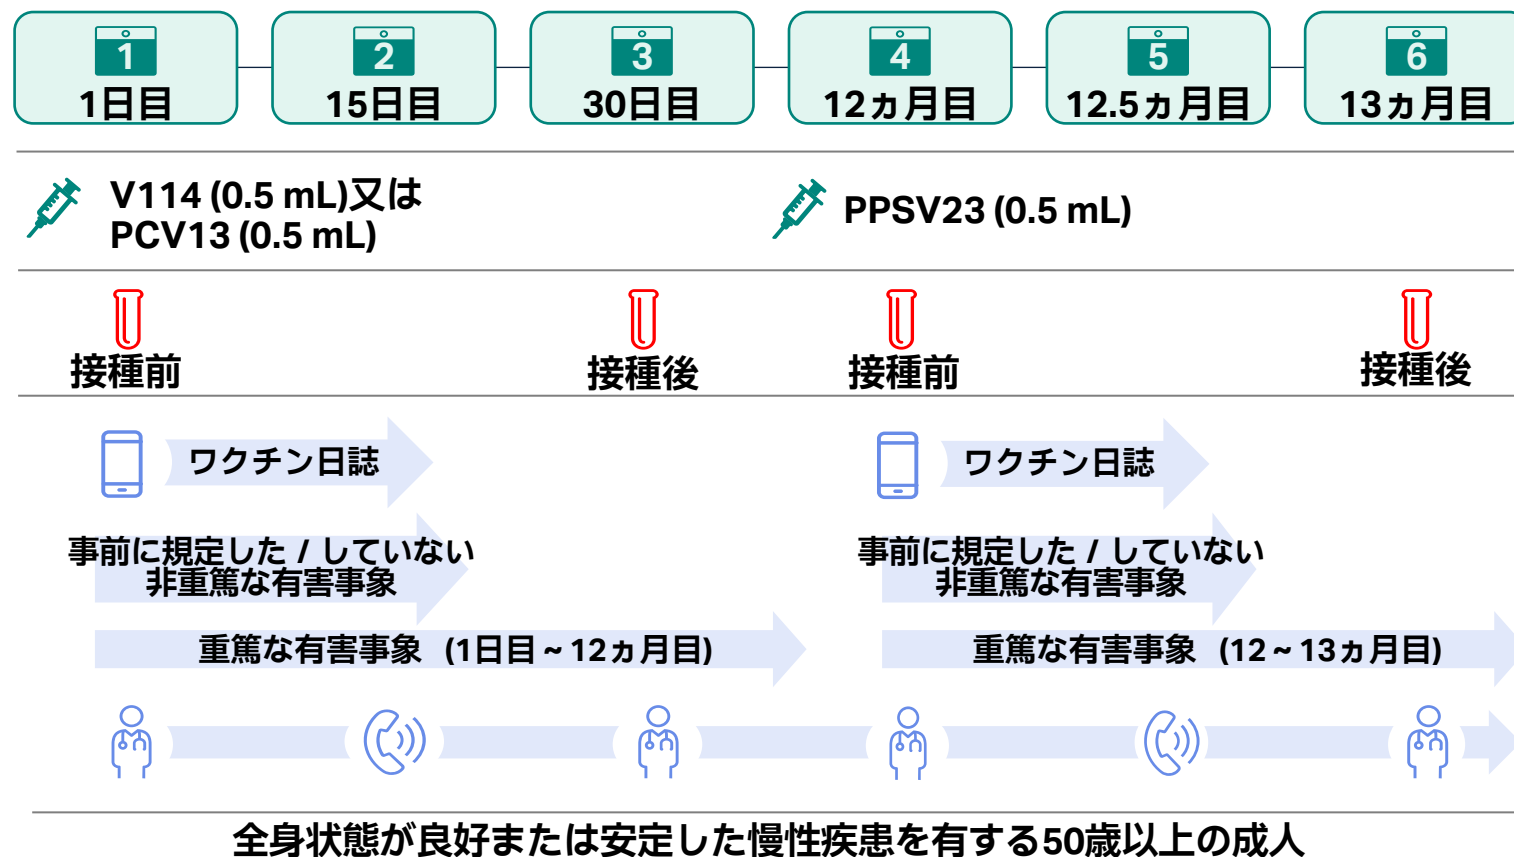 1
1日目
2
15日目
3
30日目
4
12ヵ月目
5
12.5ヵ月目
6
13ヵ月目
V114 (0.5 mL)又は
PCV13 (0.5 mL)
PPSV23 (0.5 mL)
接種前
接種後
接種前
接種後
ワクチン日誌
ワクチン日誌
事前に規定した / していない
非重篤な有害事象
事前に規定した / していない
非重篤な有害事象
重篤な有害事象 (1日目 ~ 12ヵ月目)
重篤な有害事象 (12 ~ 13ヵ月目)
全身状態が良好または安定した慢性疾患を有する50歳以上の成人